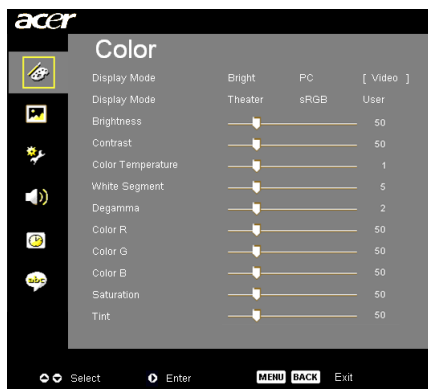 acer
Color
Display Mode Bright PC [ Video ]
Display Mode Theater sRGB User
Brightness 50
Contrast 50
Color Temperature 1
White Segment 5
Degamma 2
Color R 50
Color G 50
Color B 50
Saturation 50
Tint 50
abc
Select Enter MENU BACK Exit